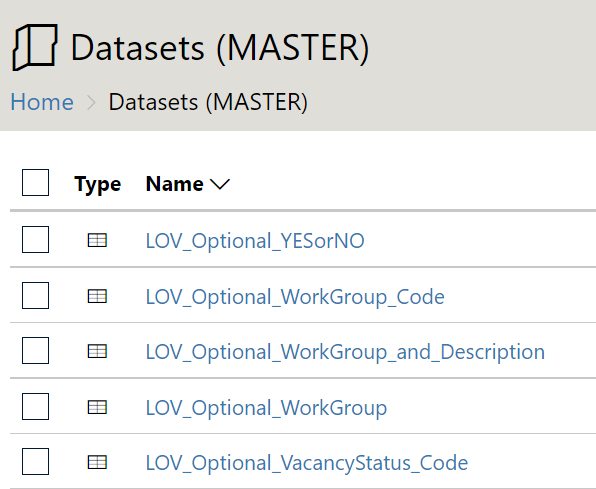 Datasets (MASTER)
Home > Datasets (MASTER)
Type Name
LOV_Optional_YESorNO
LOV_Optional_WorkGroup_Code
LOV_Optional_WorkGroup_and_Description
LOV_Optional_WorkGroup
LOV_Optional_VacancyStatus_Code